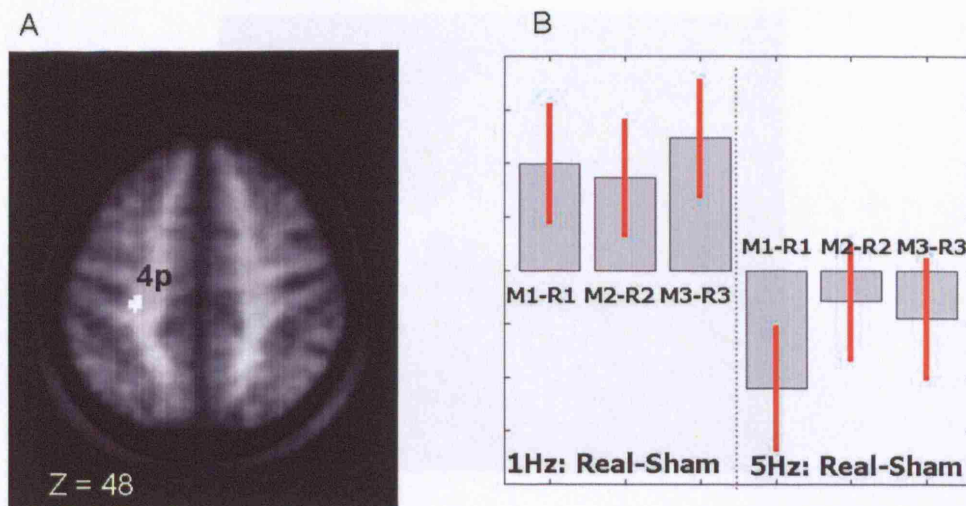 A
4p
Z = 48
B
M1-R1 M2-R2 M3-R3
M1-R1 M2-R2 M3-R3
1Hz: Real-Sham
5Hz: Real-Sham